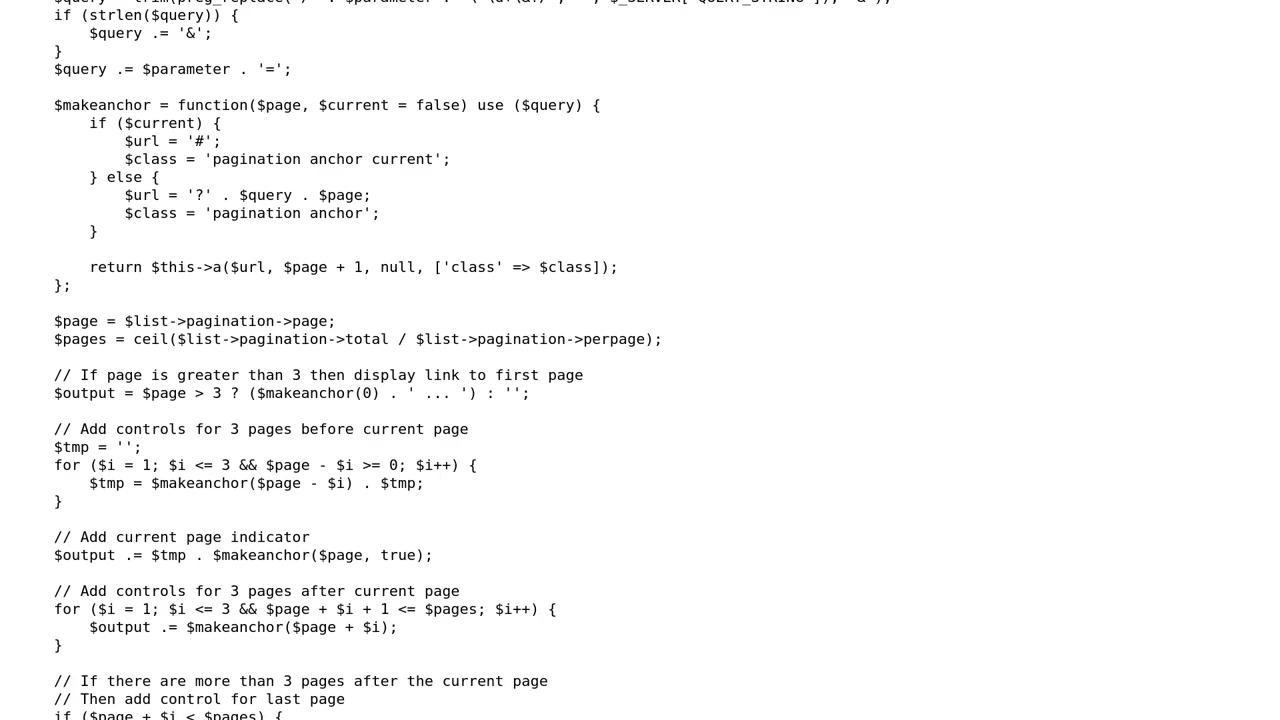 if (strlen($query)) {
    $query .= '&';
}
$query .= $parameter . '=';

$makeanchor = function($page, $current = false) use ($query) {
    if ($current) {
        $url = '#';
        $class = 'pagination anchor current';
    } else {
        $url = '?' . $query . $page;
        $class = 'pagination anchor';
    }

    return $this->a($url, $page + 1, null, ['class' => $class]);
};

$page = $list->pagination->page;
$pages = ceil($list->pagination->total / $list->pagination->perpage);

// If page is greater than 3 then display link to first page
$output = $page > 3 ? ($makeanchor(0) . ' ... ') : '';

// Add controls for 3 pages before current page
$tmp = '';
for ($i = 1; $i <= 3 && $page - $i >= 0; $i++) {
    $tmp = $makeanchor($page - $i) . $tmp;
}

// Add current page indicator
$output .= $tmp . $makeanchor($page, true);

// Add controls for 3 pages after current page
for ($i = 1; $i <= 3 && $page + $i + 1 <= $pages; $i++) {
    $output .= $makeanchor($page + $i);
}

// If there are more than 3 pages after the current page
// Then add control for last page
if ($page + $i < $pages) {